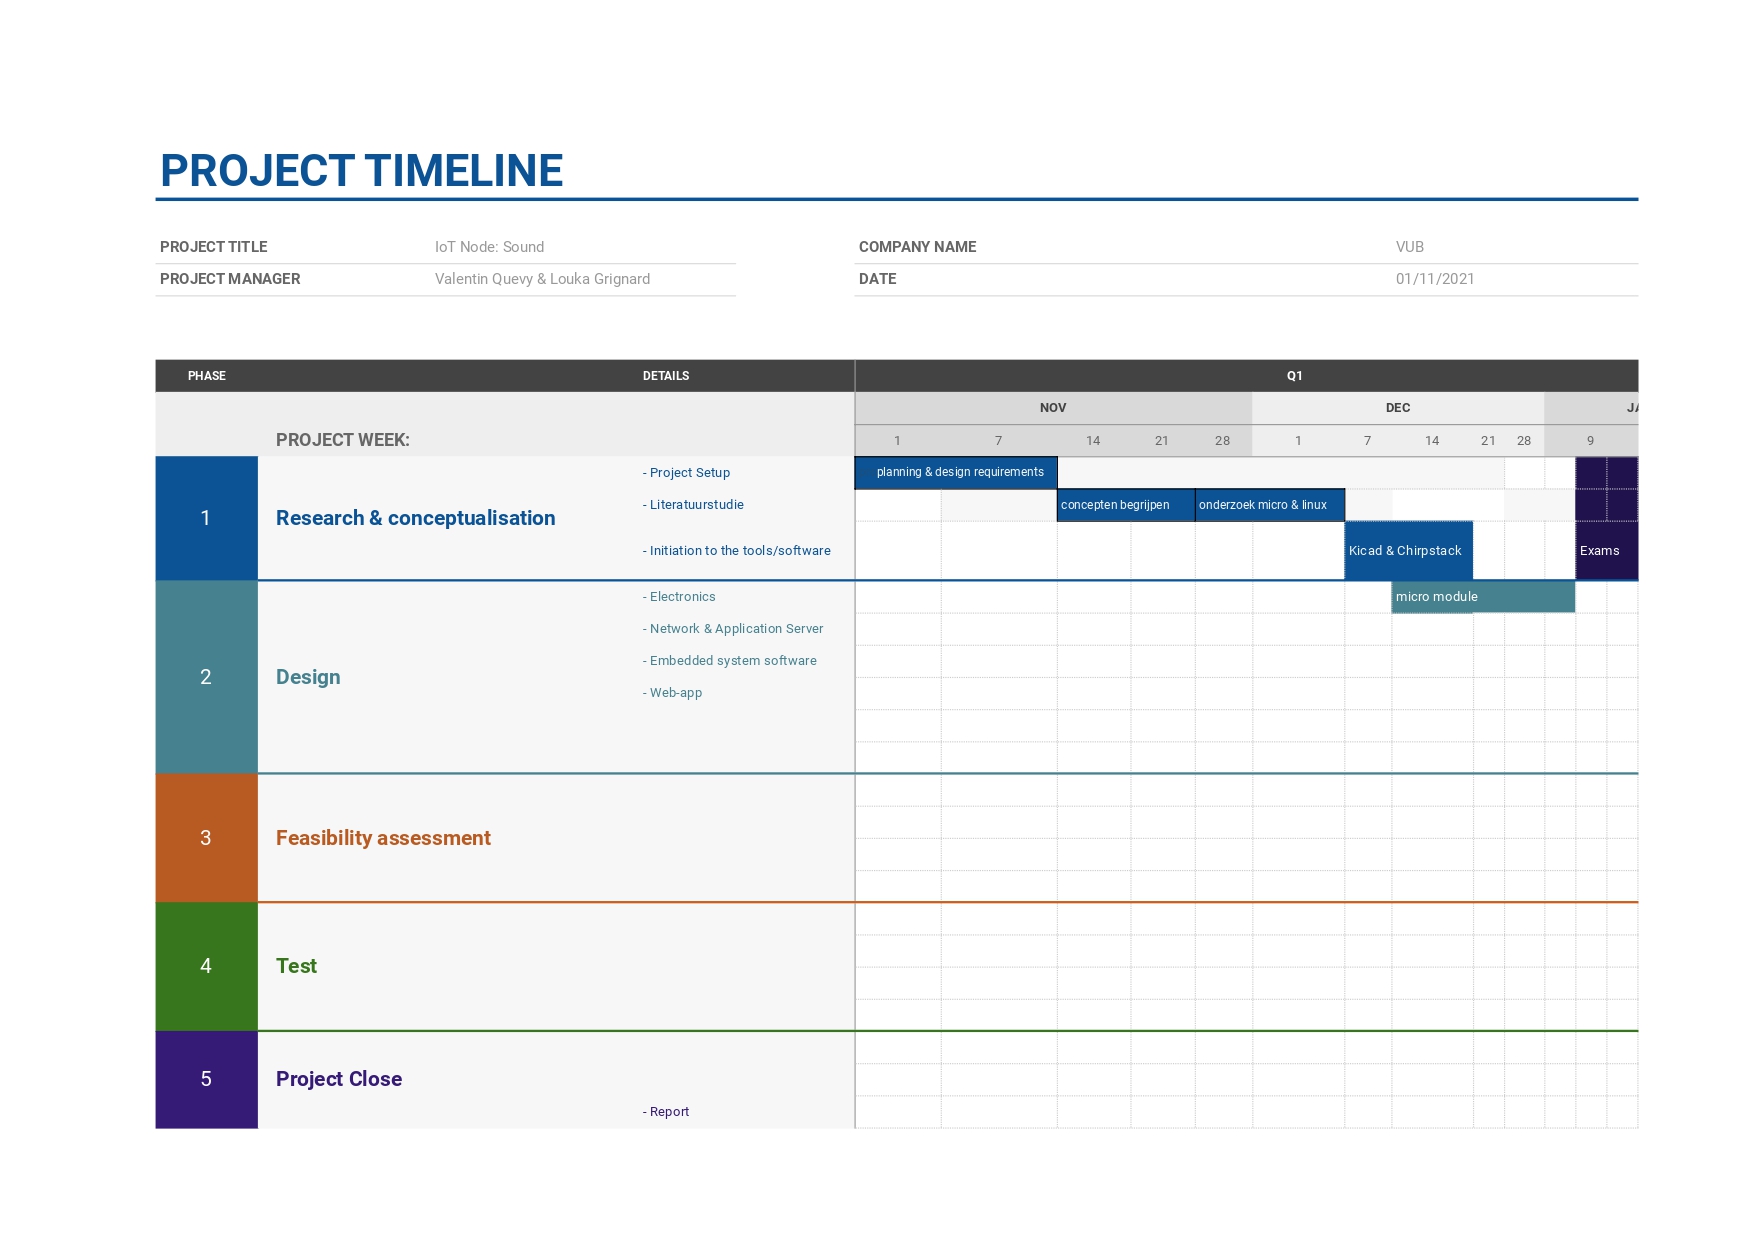 PROJECT TIMELINE
PROJECT TITLE IoT Node: Sound COMPANY NAME VUB
PROJECT MANAGER Valentin Quevy & Louka Grignard DATE 01/11/2021
PHASE DETAILS Q1
NOV DEC JA
PROJECT WEEK: 1 7 14 21 28 1 7 14 21 28 9
- Project Setup planning & design requirements
- Literatuurstudie concepten begrijpen onderzoek micro & linux
1 Research & conceptualisation
- Initiation to the tools/software Kicad & Chirpstack Exams
- Electronics micro module
- Network & Application Server
- Embedded system software
2 Design
- Web-app
3 Feasibility assessment
4 Test
5 Project Close
- Report